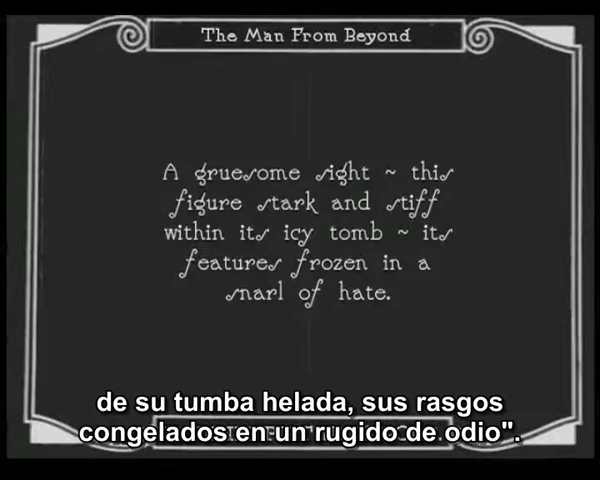 The Man From Beyond
A gruesome sight ~ this
figure stark and stiff
within its icy tomb ~ its
features frozen in a
snarl of hate.
de su tumba helada, sus rasgos
congelados en un rugido de odio".